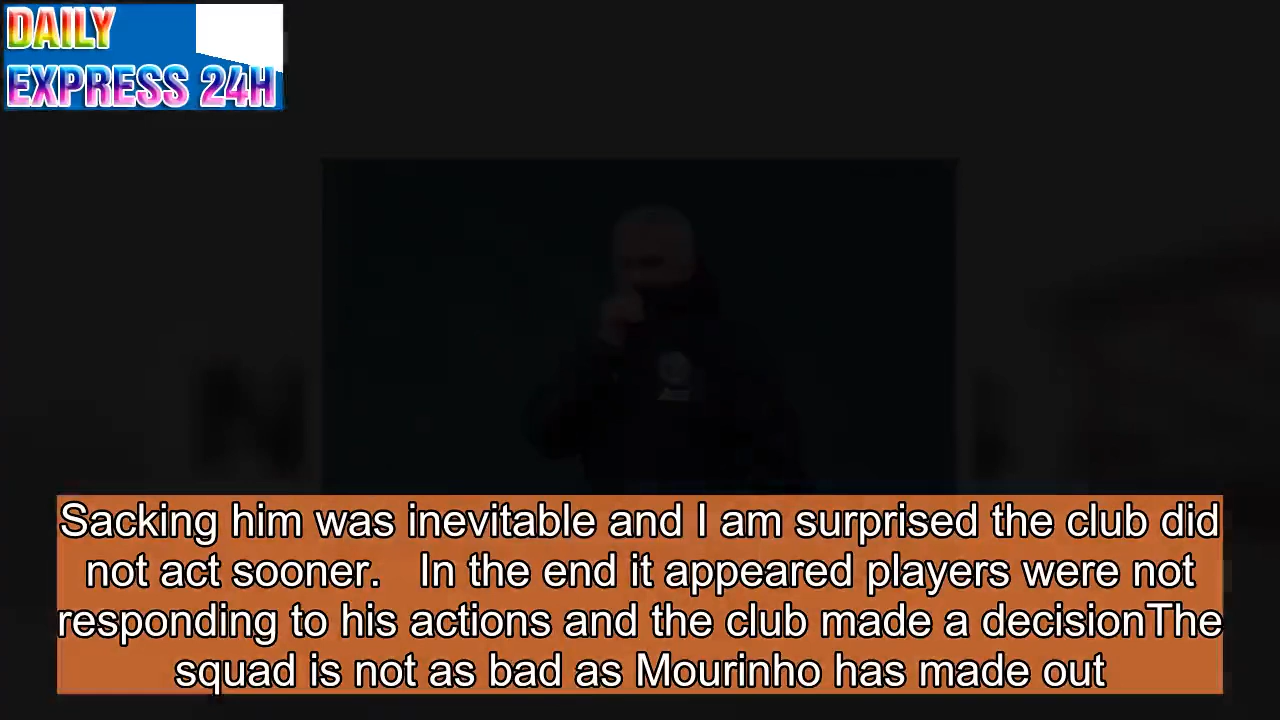 DAILY
EXPRESS 24H
Sacking him was inevitable and I am surprised the club did
not act sooner.   In the end it appeared players were not
responding to his actions and the club made a decisionThe
squad is not as bad as Mourinho has made out